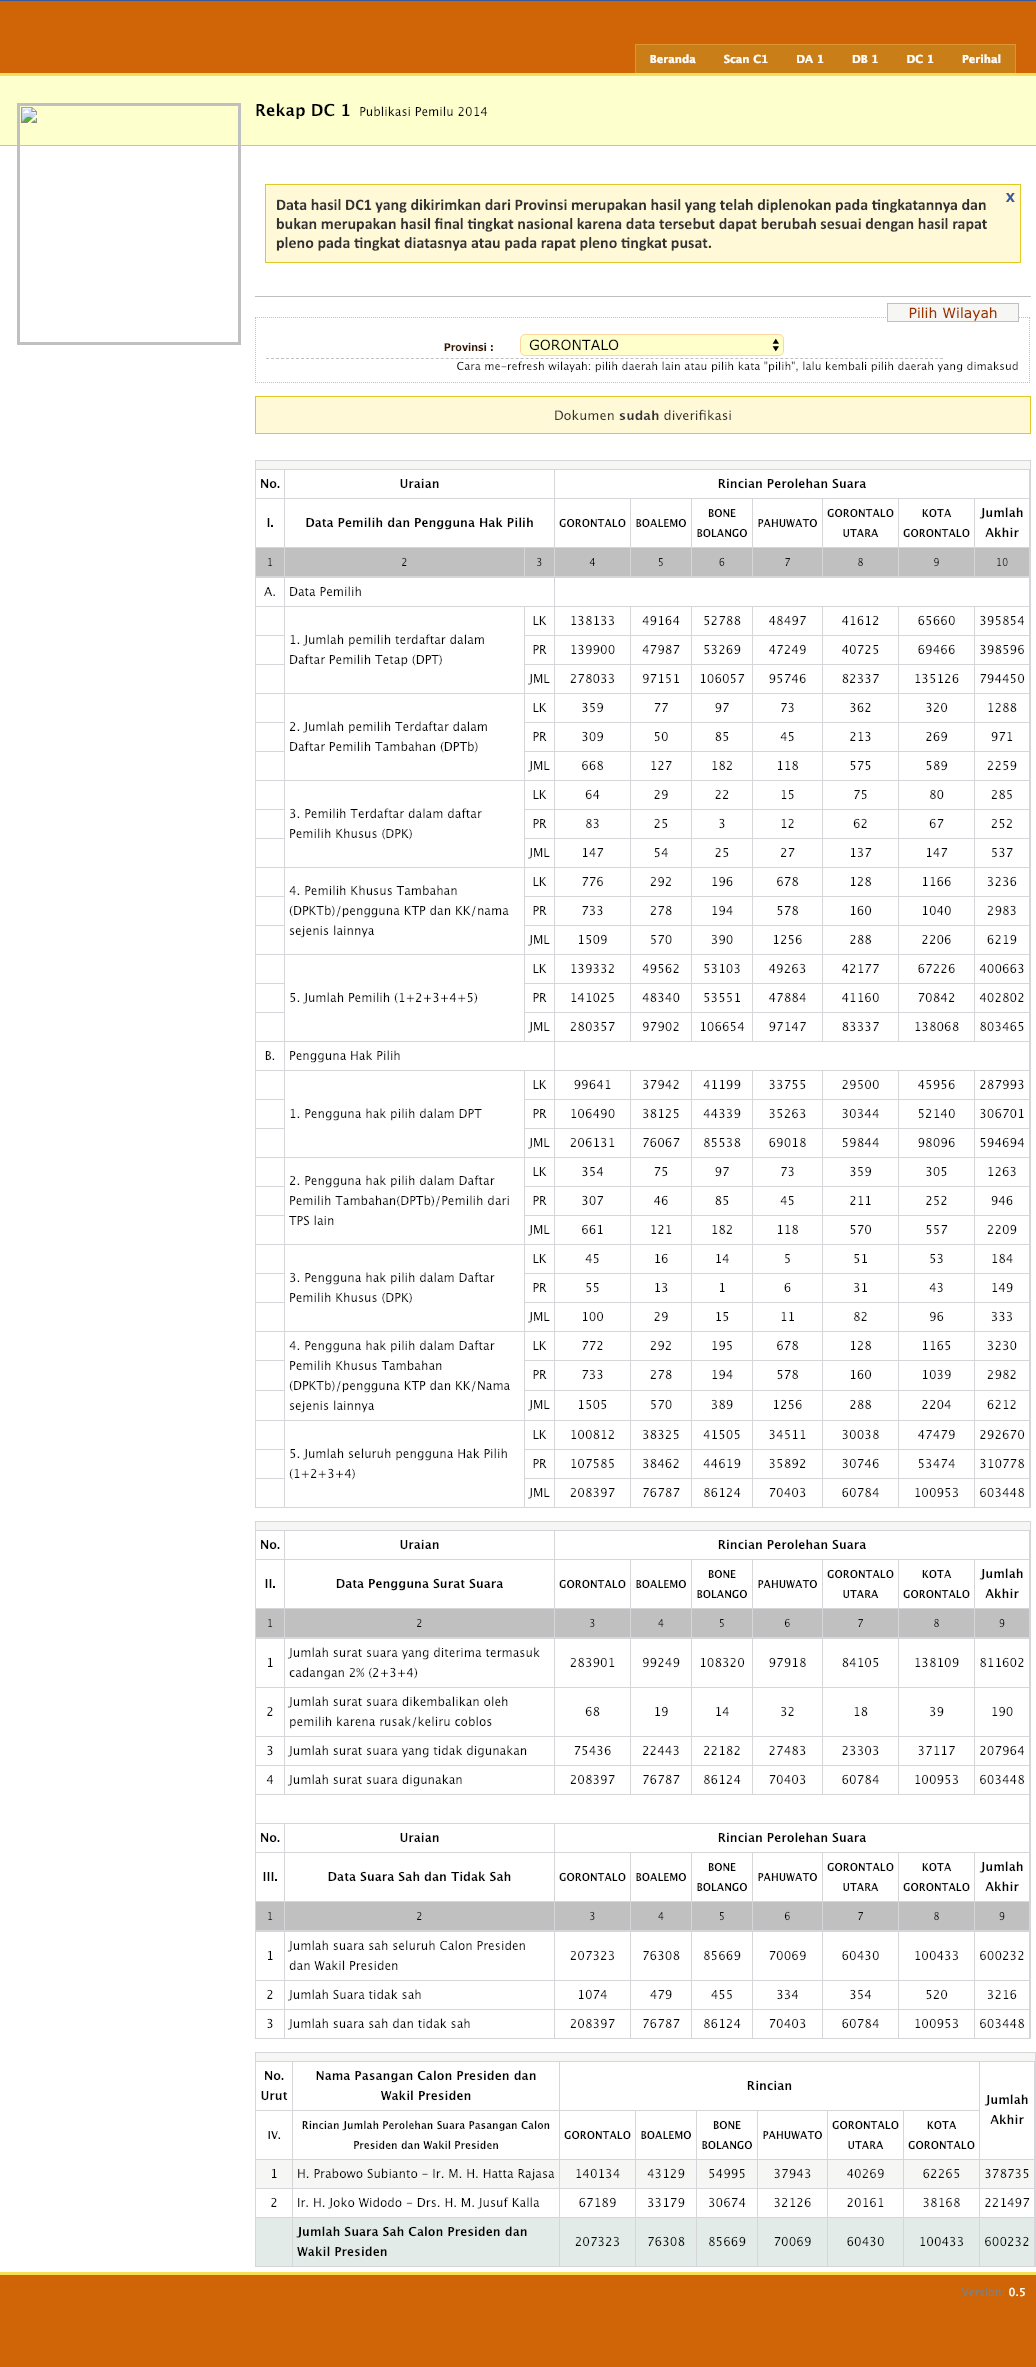 Beranda Scan C1 DA 1 DB 1 DC 1 Perihal
Rekap DC 1 Publikasi Pemilu 2014
x
Data hasil DC1 yang dikirimkan dari Provinsi merupakan hasil yang telah diplenokan pada tingkatannya dan
bukan merupakan hasil final tingkat nasional karena data tersebut dapat berubah sesuai dengan hasil rapat
pleno pada tingkat diatasnya atau pada rapat pleno tingkat pusat.
Pilih Wilayah
Provinsi : GORONTALO
Cara me-refresh wilayah: pilih daerah lain atau pilih kata "pilih", lalu kembali pilih daerah yang dimaksud
Dokumen sudah diverifikasi
No. Uraian Rincian Perolehan Suara
I. Data Pemilih dan Pengguna Hak Pilih GORONTALO BOALEMO BONE BOLANGO PAHUWATO GORONTALO UTARA KOTA GORONTALO Jumlah Akhir
1 2 3 4 5 6 7 8 9 10
A. Data Pemilih
1. Jumlah pemilih terdaftar dalam
Daftar Pemilih Tetap (DPT)
LK 138133 49164 52788 48497 41612 65660 395854
PR 139900 47987 53269 47249 40725 69466 398596
JML 278033 97151 106057 95746 82337 135126 794450
2. Jumlah pemilih Terdaftar dalam
Daftar Pemilih Tambahan (DPTb)
LK 359 77 97 73 362 320 1288
PR 309 50 85 45 213 269 971
JML 668 127 182 118 575 589 2259
3. Pemilih Terdaftar dalam daftar
Pemilih Khusus (DPK)
LK 64 29 22 15 75 80 285
PR 83 25 3 12 62 67 252
JML 147 54 25 27 137 147 537
4. Pemilih Khusus Tambahan
(DPKTb)/pengguna KTP dan KK/nama
sejenis lainnya
LK 776 292 196 678 128 1166 3236
PR 733 278 194 578 160 1040 2983
JML 1509 570 390 1256 288 2206 6219
5. Jumlah Pemilih (1+2+3+4+5)
LK 139332 49562 53103 49263 42177 67226 400663
PR 141025 48340 53551 47884 41160 70842 402802
JML 280357 97902 106654 97147 83337 138068 803465
B. Pengguna Hak Pilih
1. Pengguna hak pilih dalam DPT
LK 99641 37942 41199 33755 29500 45956 287993
PR 106490 38125 44339 35263 30344 52140 306701
JML 206131 76067 85538 69018 59844 98096 594694
2. Pengguna hak pilih dalam Daftar
Pemilih Tambahan(DPTb)/Pemilih dari
TPS lain
LK 354 75 97 73 359 305 1263
PR 307 46 85 45 211 252 946
JML 661 121 182 118 570 557 2209
3. Pengguna hak pilih dalam Daftar
Pemilih Khusus (DPK)
LK 45 16 14 5 51 53 184
PR 55 13 1 6 31 43 149
JML 100 29 15 11 82 96 333
4. Pengguna hak pilih dalam Daftar
Pemilih Khusus Tambahan
(DPKTb)/pengguna KTP dan KK/Nama
sejenis lainnya
LK 772 292 195 678 128 1165 3230
PR 733 278 194 578 160 1039 2982
JML 1505 570 389 1256 288 2204 6212
5. Jumlah seluruh pengguna Hak Pilih
(1+2+3+4)
LK 100812 38325 41505 34511 30038 47479 292670
PR 107585 38462 44619 35892 30746 53474 310778
JML 208397 76787 86124 70403 60784 100953 603448
No. Uraian Rincian Perolehan Suara
II. Data Pengguna Surat Suara GORONTALO BOALEMO BONE BOLANGO PAHUWATO GORONTALO UTARA KOTA GORONTALO Jumlah Akhir
1 2 3 4 5 6 7 8 9
1 Jumlah surat suara yang diterima termasuk
cadangan 2% (2+3+4)
283901 99249 108320 97918 84105 138109 811602
2 Jumlah surat suara dikembalikan oleh
pemilih karena rusak/keliru coblos
68 19 14 32 18 39 190
3 Jumlah surat suara yang tidak digunakan 75436 22443 22182 27483 23303 37117 207964
4 Jumlah surat suara digunakan 208397 76787 86124 70403 60784 100953 603448
No. Uraian Rincian Perolehan Suara
III. Data Suara Sah dan Tidak Sah GORONTALO BOALEMO BONE BOLANGO PAHUWATO GORONTALO UTARA KOTA GORONTALO Jumlah Akhir
1 2 3 4 5 6 7 8 9
1 Jumlah suara sah seluruh Calon Presiden
dan Wakil Presiden
207323 76308 85669 70069 60430 100433 600232
2 Jumlah Suara tidak sah 1074 479 455 334 354 520 3216
3 Jumlah suara sah dan tidak sah 208397 76787 86124 70403 60784 100953 603448
No. Urut Nama Pasangan Calon Presiden dan Wakil Presiden Rincian Jumlah Akhir
IV. Rincian Jumlah Perolehan Suara Pasangan Calon Presiden dan Wakil Presiden GORONTALO BOALEMO BONE BOLANGO PAHUWATO GORONTALO UTARA KOTA GORONTALO
1 H. Prabowo Subianto - Ir. M. H. Hatta Rajasa 140134 43129 54995 37943 40269 62265 378735
2 Ir. H. Joko Widodo - Drs. H. M. Jusuf Kalla 67189 33179 30674 32126 20161 38168 221497
Jumlah Suara Sah Calon Presiden dan
Wakil Presiden
207323 76308 85669 70069 60430 100433 600232
Version 0.5